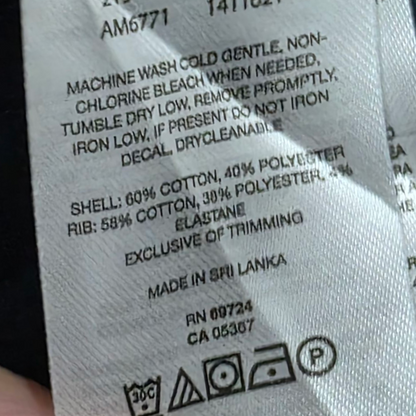 AM6771
MACHINE WASH COLD GENTLE, NON-
CHLORINE BLEACH WHEN NEEDED,
TUMBLE DRY LOW, REMOVE PROMPTLY,
IRON LOW, IF PRESENT DO NOT IRON
DECAL, DRYCLEANABLE
SHELL: 60% COTTON, 40% POLYESTER
RIB: 58% COTTON, 38% POLYESTER, 4%
ELASTANE
EXCLUSIVE OF TRIMMING
MADE IN SRI LANKA
RN 69724
CA 05367
30C P